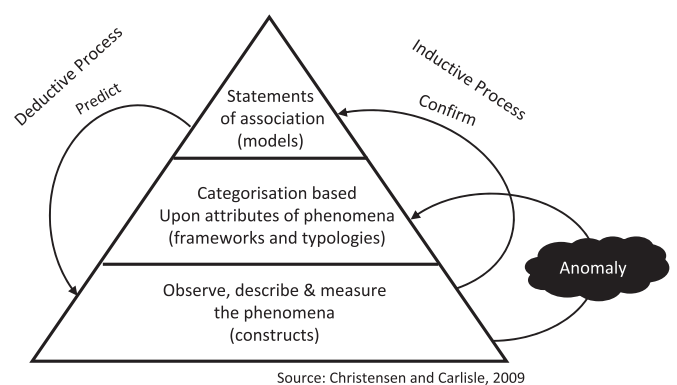 Deductive Process
Predict
Inductive Process
Confirm
Statements
of association
(models)
Categorisation based
Upon attributes of phenomena
(frameworks and typologies)
Anomaly
Observe, describe & measure
the phenomena
(constructs)
Source: Christensen and Carlisle, 2009